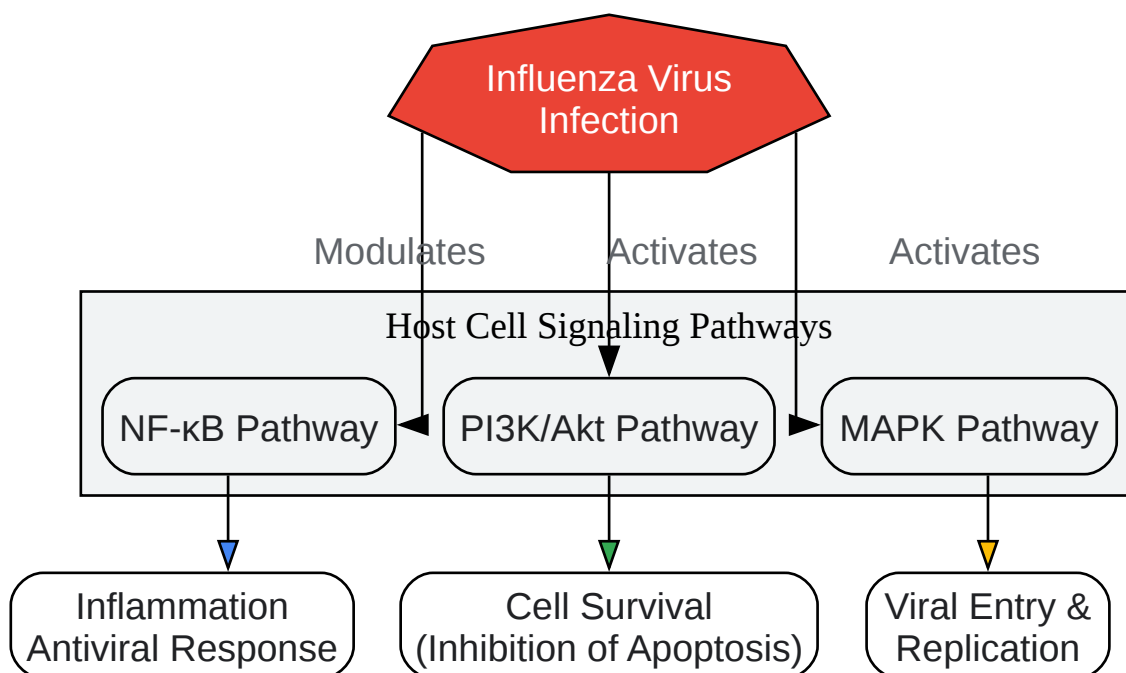 Influenza Virus
Infection
Modulates
Activates
Activates
Host Cell Signaling Pathways
NF-κB Pathway
PI3K/Akt Pathway
MAPK Pathway
Inflammation
Antiviral Response
Cell Survival
(Inhibition of Apoptosis)
Viral Entry &
Replication